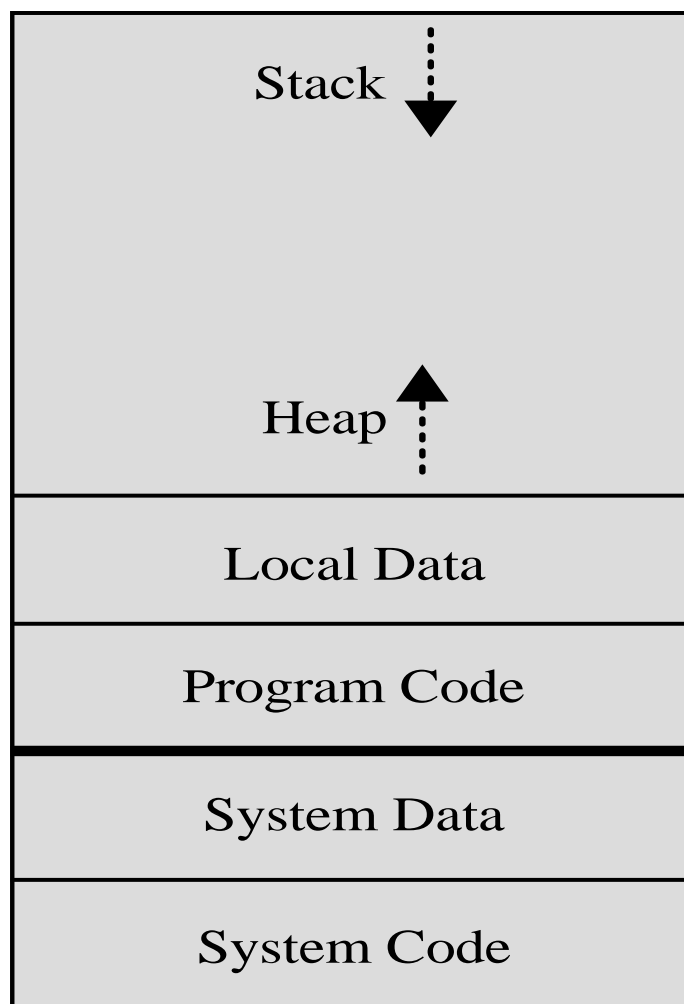 Stack
Heap
Local Data
Program Code
System Data
System Code